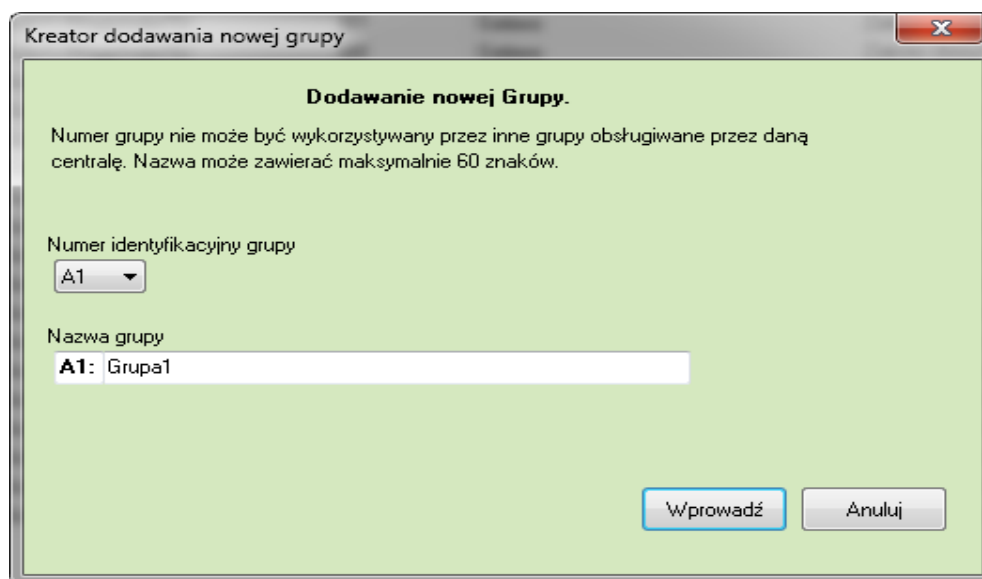 Kreator dodawania nowej grupy
Dodawanie nowej Grupy.
Numer grupy nie może być wykorzystywany przez inne grupy obsługiwane przez daną
centralę. Nazwa może zawierać maksymalnie 60 znaków.
Numer identyfikacyjny grupy
A1
Nazwa grupy
A1: Grupa1
Wprowadź Anuluj